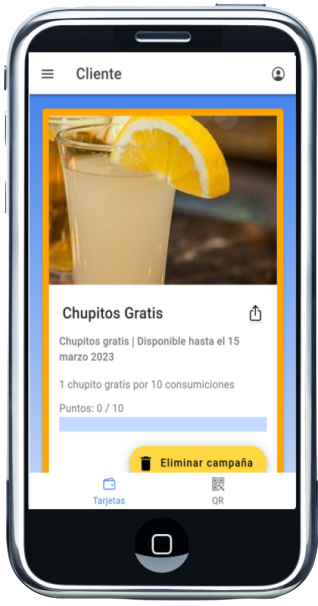 Cliente
Chupitos Gratis
Chupitos gratis | Disponible hasta el 15
marzo 2023
1 chupito gratis por 10 consumiciones
Puntos: 0 / 10
Eliminar campaña
Tarjetas
QR